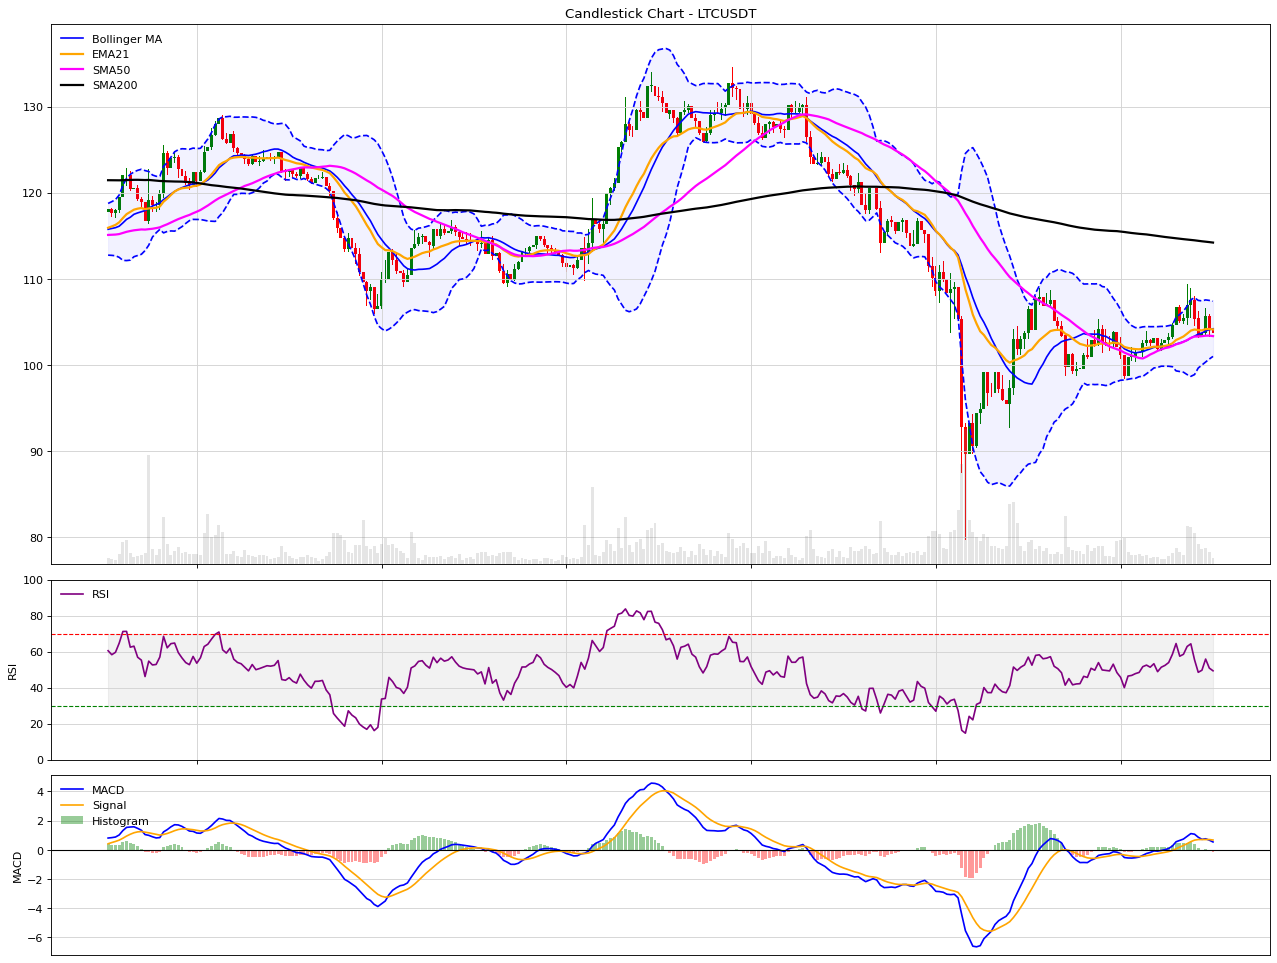 Candlestick Chart - LTCUSDT
Bollinger MA
EMA21
SMA50
SMA200
130
120
110
100
90
80
RSI
100
80
60
40
20
0
RSI
MACD
Signal
Histogram
4
2
0
−2
−4
−6
MACD